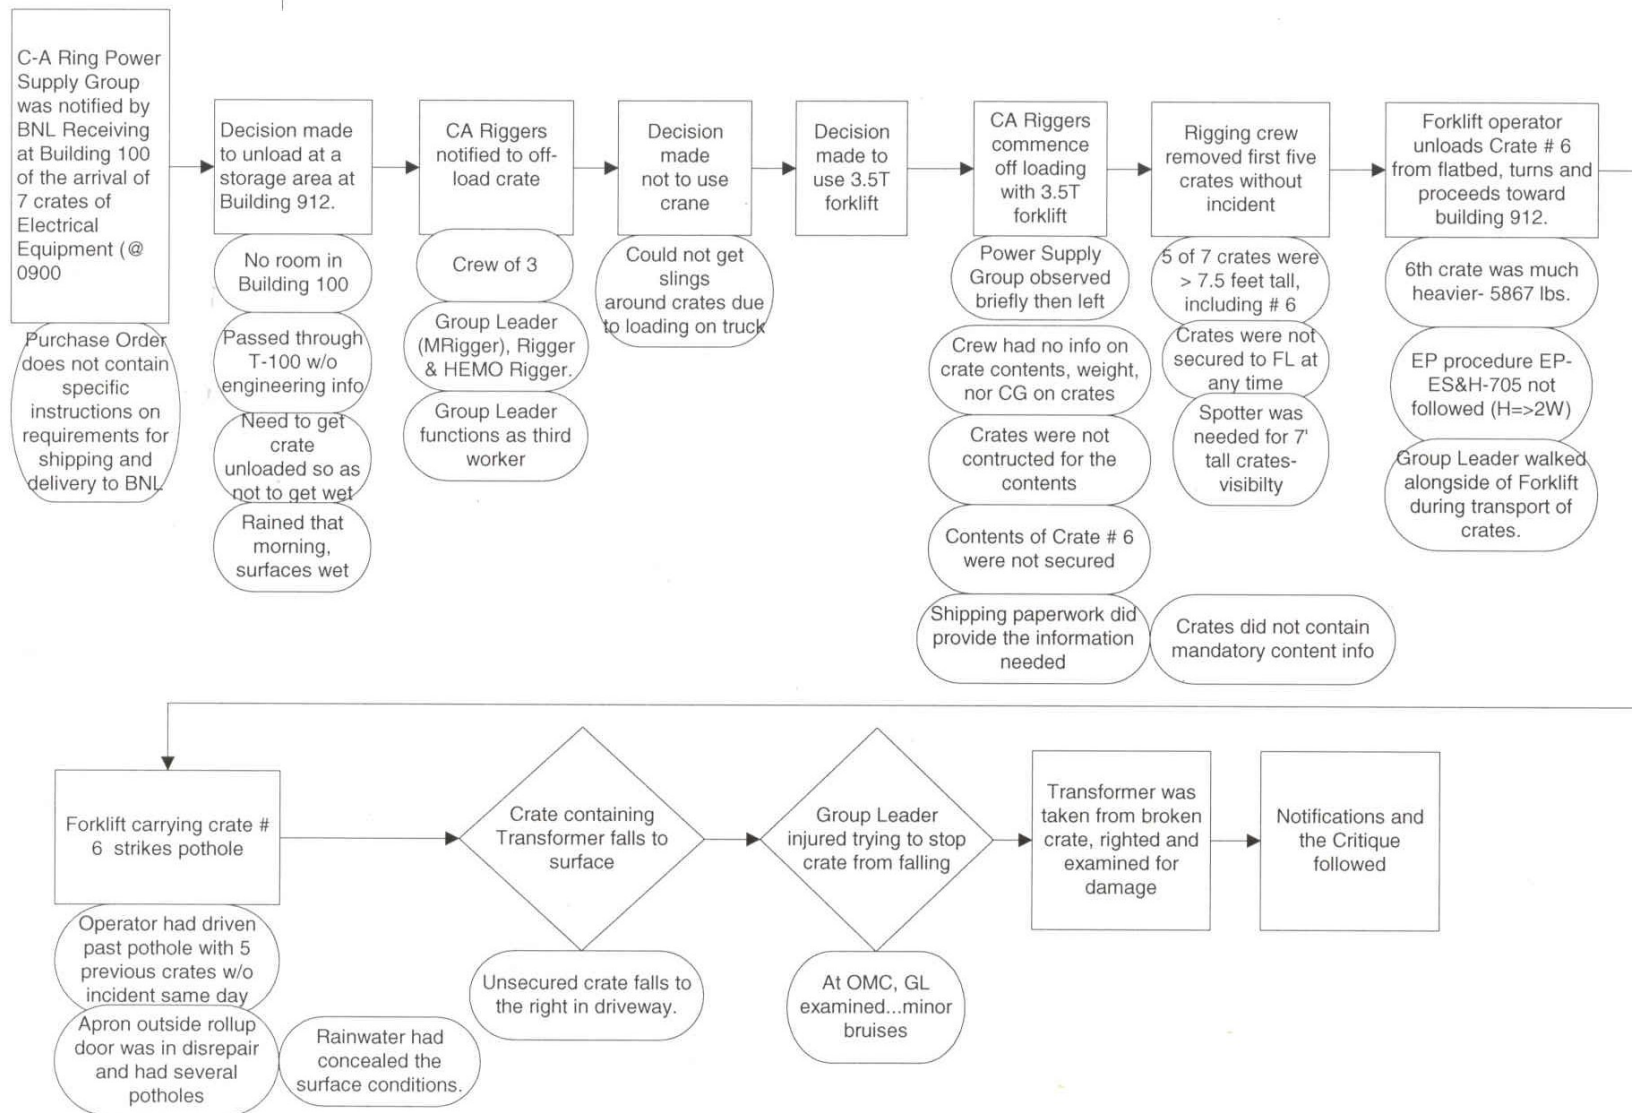 C-A Ring Power
Supply Group
was notified by
BNL Receiving
at Building 100
of the arrival of
7 crates of
Electrical
Equipment (@
0900
Purchase Order
does not contain
specific
instructions on
requirements for
shipping and
delivery to BNL
Decision made
to unload at a
storage area at
Building 912.
No room in
Building 100
Passed through
T-100 w/o
engineering info
Need to get
crate
unloaded so as
not to get wet
Rained that
morning,
surfaces wet
CA Riggers
notified to off-
load crate
Crew of 3
Group Leader
(MRigger), Rigger
& HEMO Rigger.
Group Leader
functions as third
worker
Decision
made
not to use
crane
Could not get
slings
around crates due
to loading on truck
Decision
made to
use 3.5T
forklift
CA Riggers
commence
off loading
with 3.5T
forklift
Power Supply
Group observed
briefly then left
Crew had no info on
crate contents, weight,
nor CG on crates
Crates were not
contructed for the
contents
Contents of Crate # 6
were not secured
Shipping paperwork did
provide the information
needed
Rigging crew
removed first five
crates without
incident
5 of 7 crates were
> 7.5 feet tall,
including # 6
Crates were not
secured to FL at
any time
Spotter was
needed for 7'
tall crates-
visibilty
Crates did not contain
mandatory content info
Forklift operator
unloads Crate # 6
from flatbed, turns and
proceeds toward
building 912.
6th crate was much
heavier- 5867 lbs.
EP procedure EP-
ES&H-705 not
followed (H=>2W)
Group Leader walked
alongside of Forklift
during transport of
crates.
Forklift carrying crate #
6 strikes pothole
Operator had driven
past pothole with 5
previous crates w/o
incident same day
Apron outside rollup
door was in disrepair
and had several
potholes
Rainwater had
concealed the
surface conditions.
Crate containing
Transformer falls to
surface
Unsecured crate falls to
the right in driveway.
Group Leader
injured trying to stop
crate from falling
At OMC, GL
examined...minor
bruises
Transformer was
taken from broken
crate, righted and
examined for
damage
Notifications and
the Critique
followed